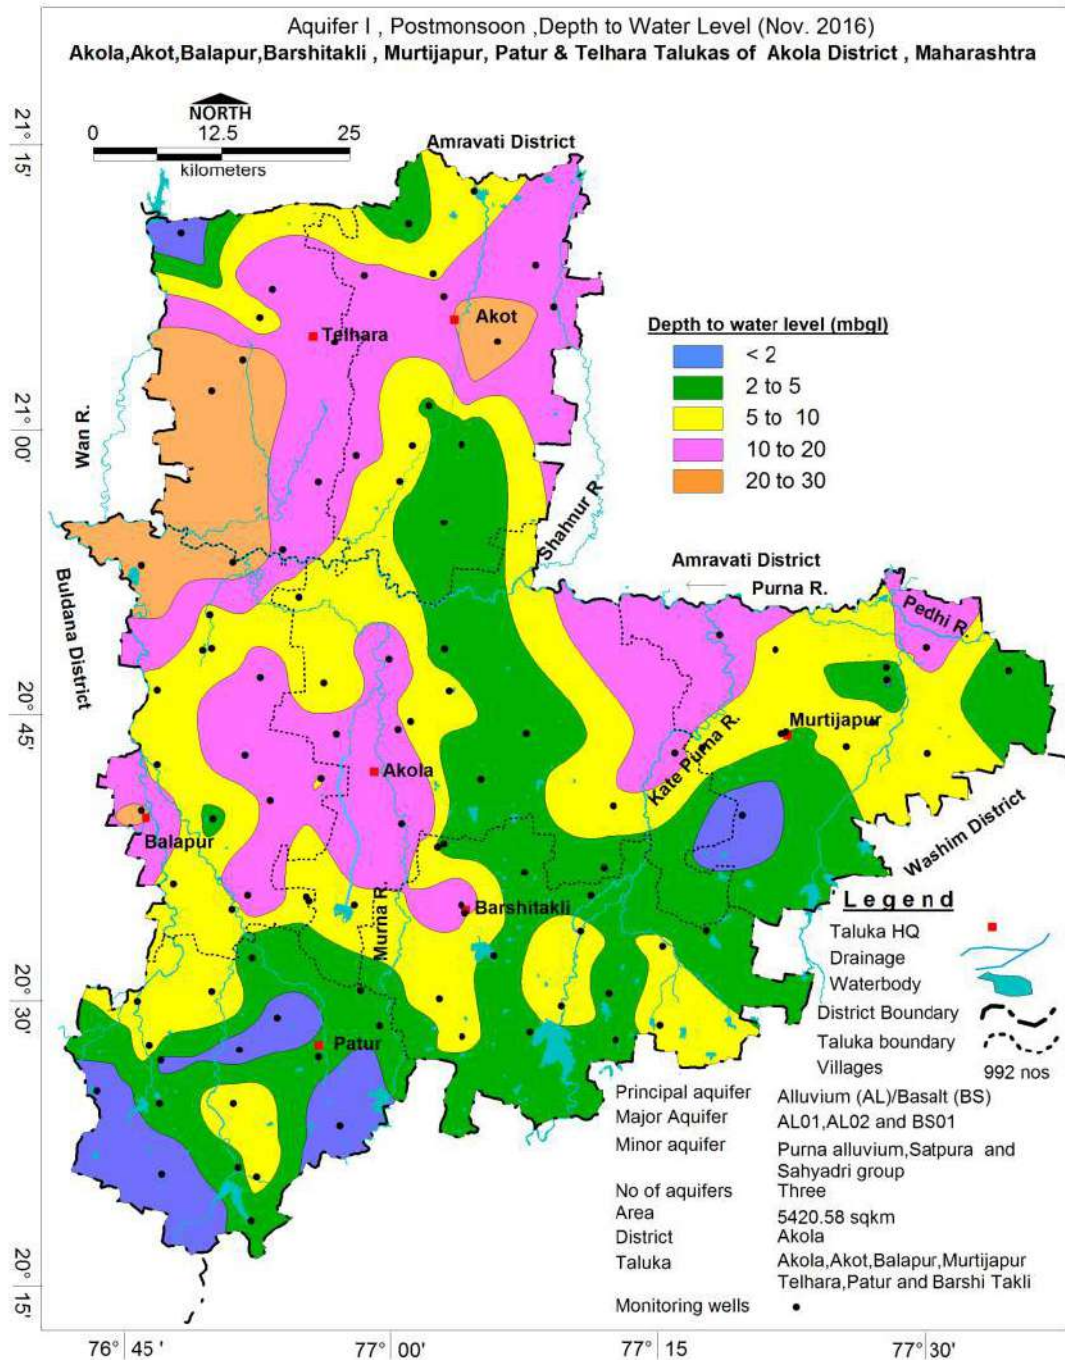 Aquifer I , Postmonsoon ,Depth to Water Level (Nov. 2016)
Akola,Akot,Balapur,Barshitakli , Murtijapur, Patur & Telhara Talukas of Akola District , Maharashtra
NORTH
0 12.5 25
kilometers
21° 15'
21° 00'
20° 45'
20° 30'
20° 15'
Amravati District
Telhara
Akot
Wan R.
Shahnur R.
Buldana District
Depth to water level (mbgl)
< 2
2 to 5
5 to 10
10 to 20
20 to 30
Amravati District
Purna R.
Pedhi R.
Murtijapur
Kate Purna R.
Akola
Balapur
Washim District
Barshitakli
Murna R.
Patur
Legend
Taluka HQ
Drainage
Waterbody
District Boundary
Taluka boundary
Villages 992 nos
Principal aquifer Alluvium (AL)/Basalt (BS)
Major Aquifer AL01,AL02 and BS01
Minor aquifer Purna alluvium,Satpura and
Sahyadri group
No of aquifers Three
Area 5420.58 sqkm
District Akola
Taluka Akola,Akot,Balapur,Murtijapur
Telhara,Patur and Barshi Takli
Monitoring wells
76° 45 ' 77° 00' 77° 15' 77° 30'